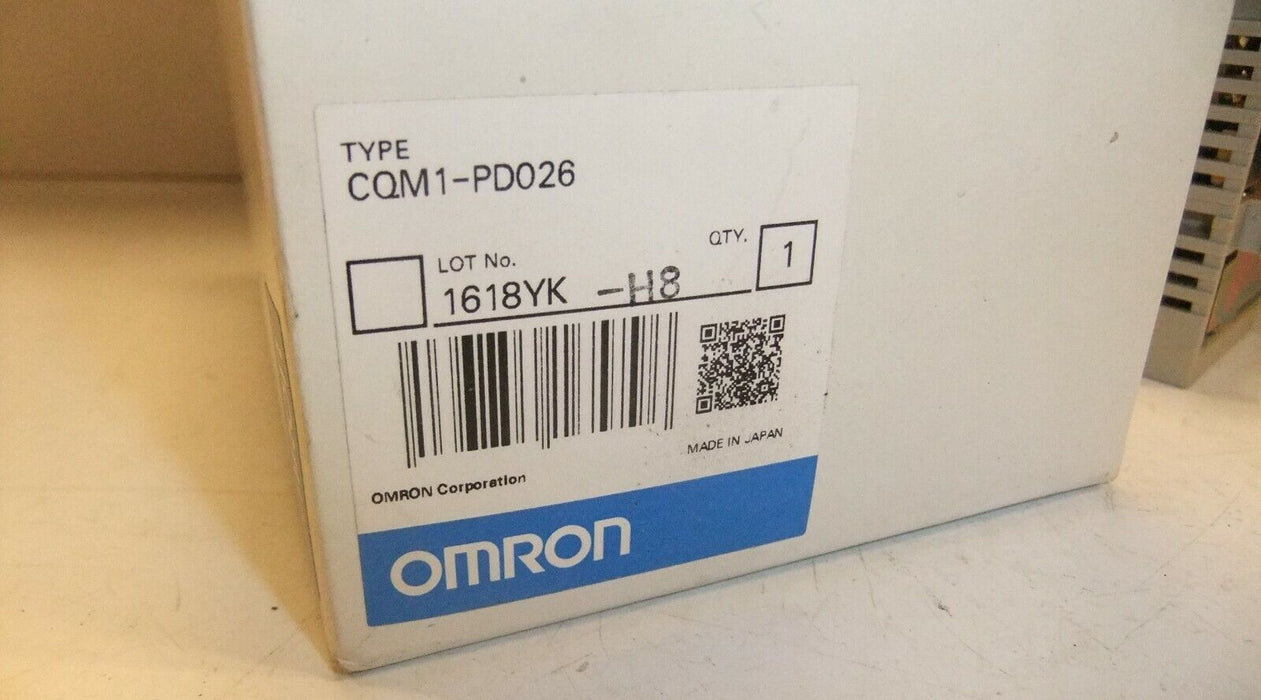 TYPE
CQM1-PD026
QTY.
1
LOT No.
1618YK -H8
MADE IN JAPAN
OMRON Corporation
OMRON